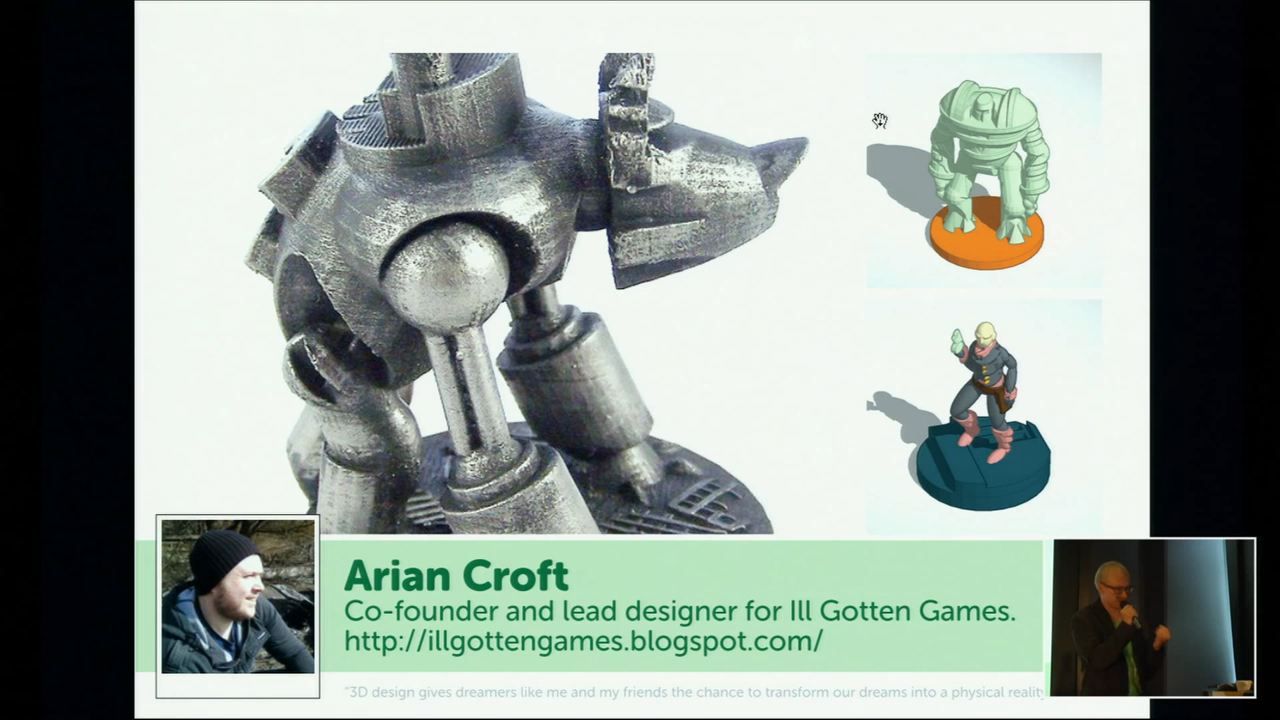 Arian Croft
Co-founder and lead designer for Ill Gotten Games.
http://illgottengames.blogspot.com/
"3D design gives dreamers like me and my friends the chance to transform our dreams into a physical reality